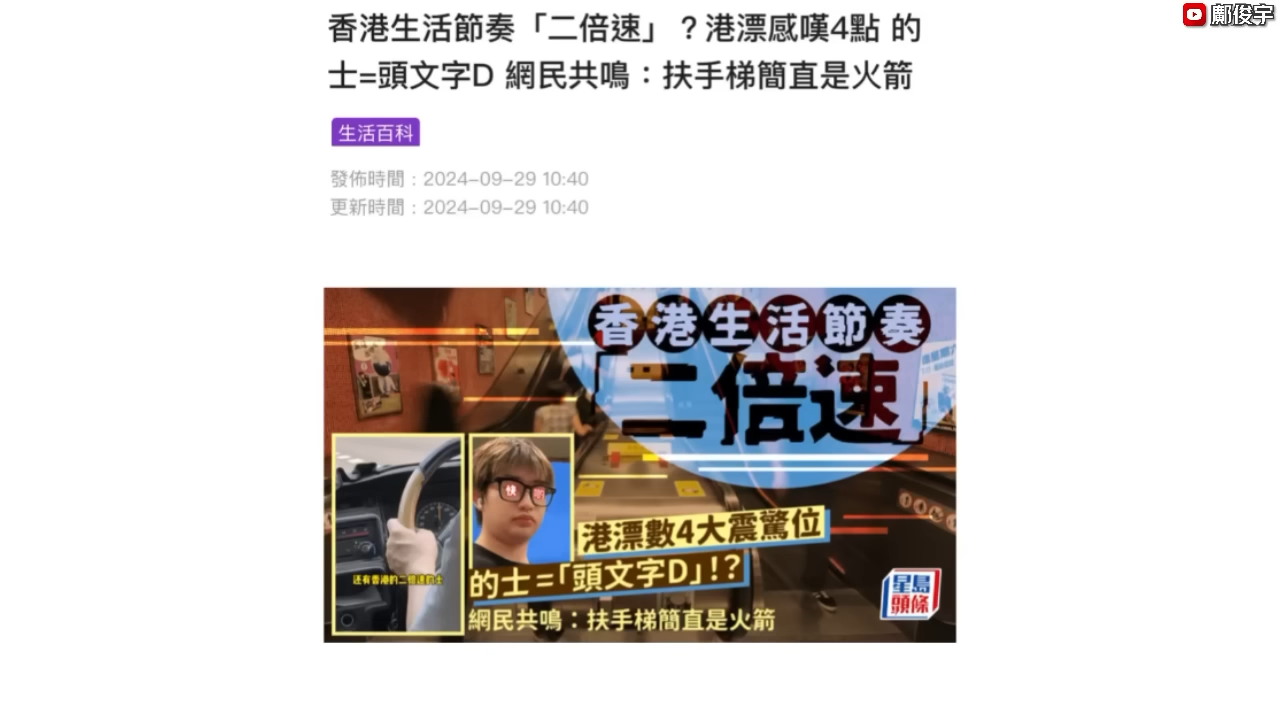 鄺俊宇
香港生活節奏「二倍速」？港漂感嘆4點 的
士=頭文字D 網民共鳴：扶手梯簡直是火箭
生活百科
發佈時間：2024-09-29 10:40
更新時間：2024-09-29 10:40
香港生活節奏
「二倍速」
快
还有香港的二倍速的士
港漂數4大震驚位
的士=「頭文字D」!?
網民共鳴：扶手梯簡直是火箭
星島
頭條